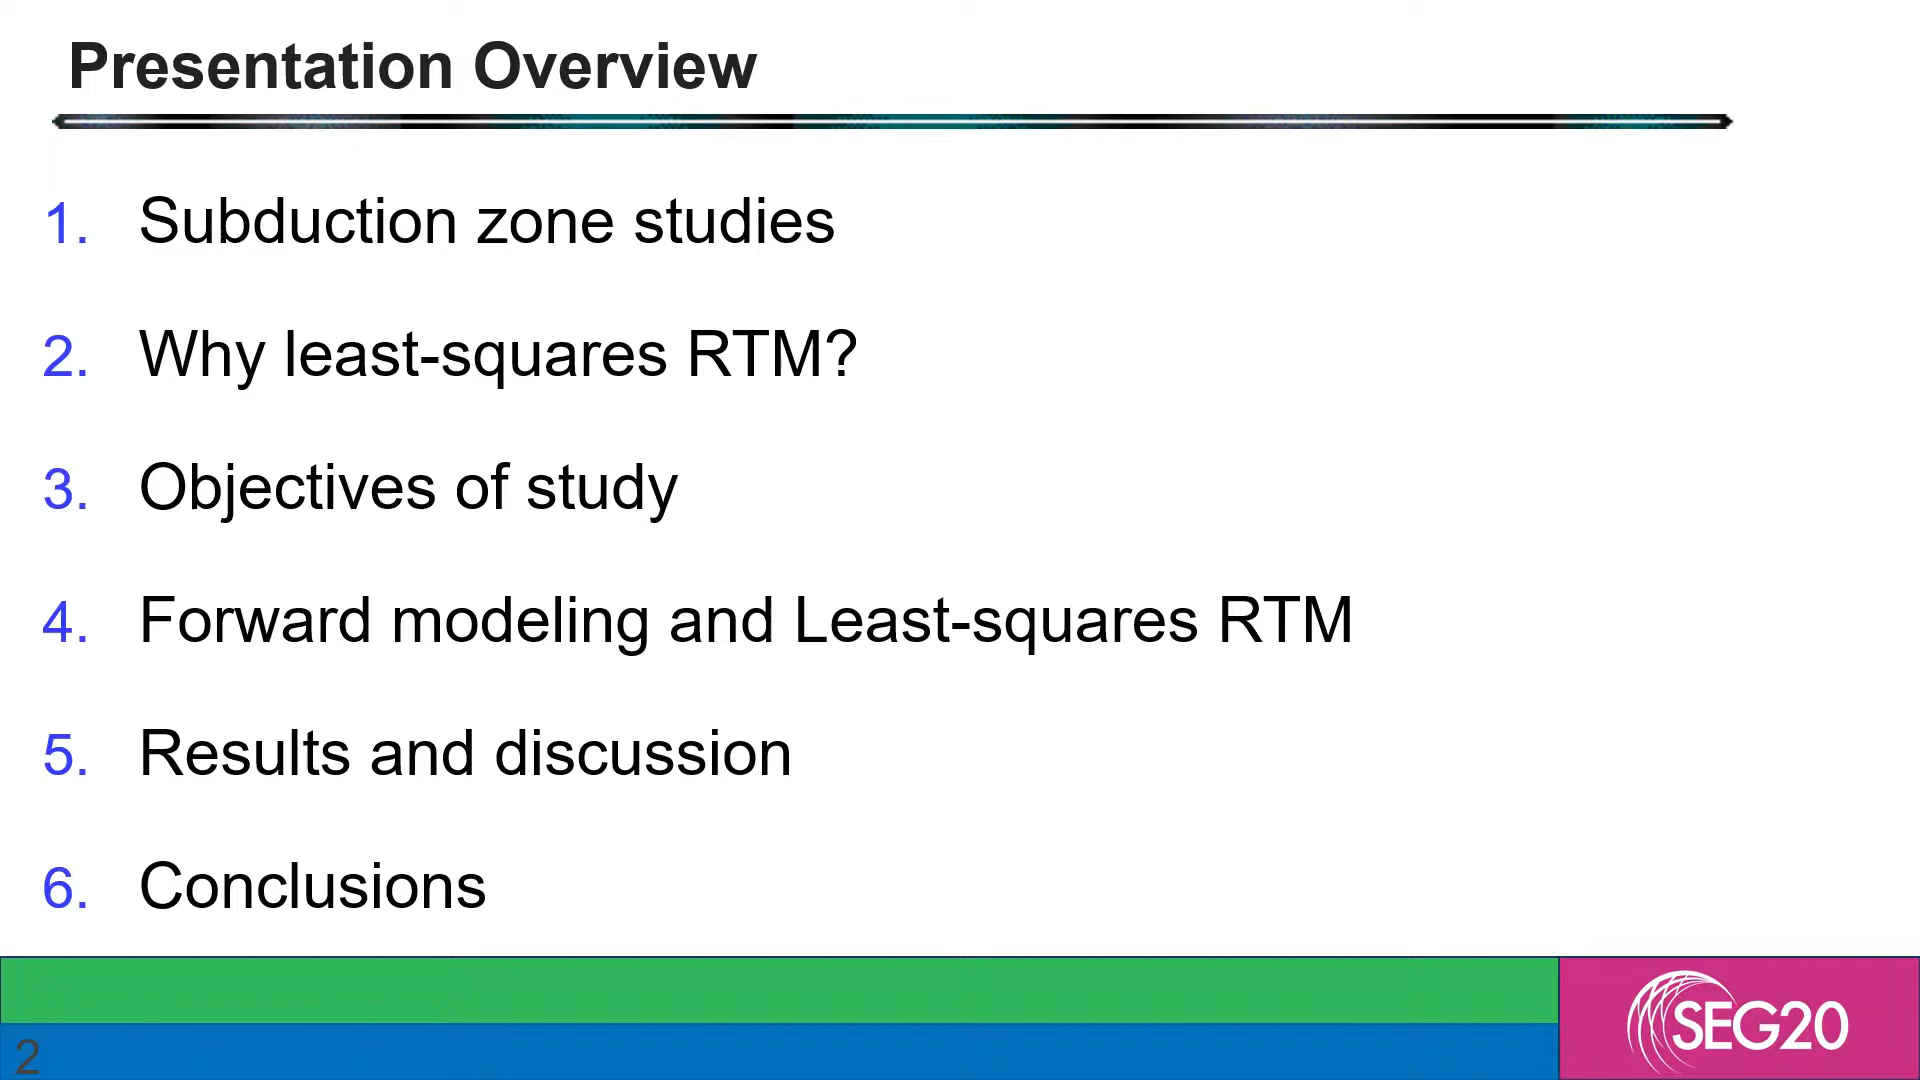 Presentation Overview
1. Subduction zone studies
2. Why least-squares RTM?
3. Objectives of study
4. Forward modeling and Least-squares RTM
5. Results and discussion
6. Conclusions
SEG20
2